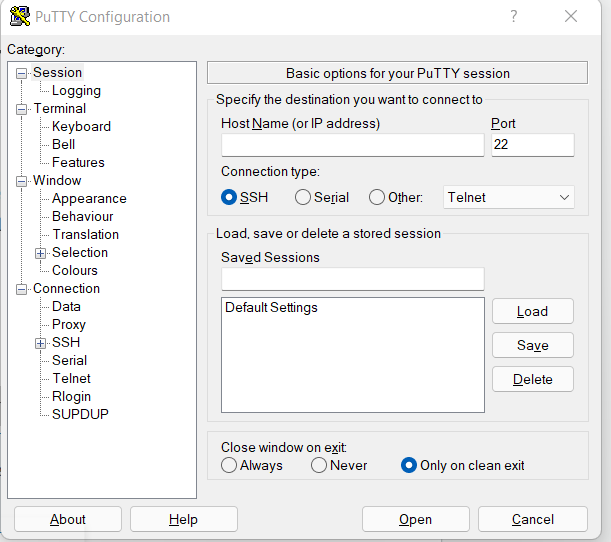 PuTTY Configuration
?
Category:
Session
Logging
Terminal
Keyboard
Bell
Features
Window
Appearance
Behaviour
Translation
Selection
Colours
Connection
Data
Proxy
SSH
Serial
Telnet
Rlogin
SUPDUP
Basic options for your PuTTY session
Specify the destination you want to connect to
Host Name (or IP address) Port
22
Connection type:
SSH Serial Other: Telnet
Load, save or delete a stored session
Saved Sessions
Default Settings
Load
Save
Delete
Close window on exit:
Always Never Only on clean exit
About Help Open Cancel